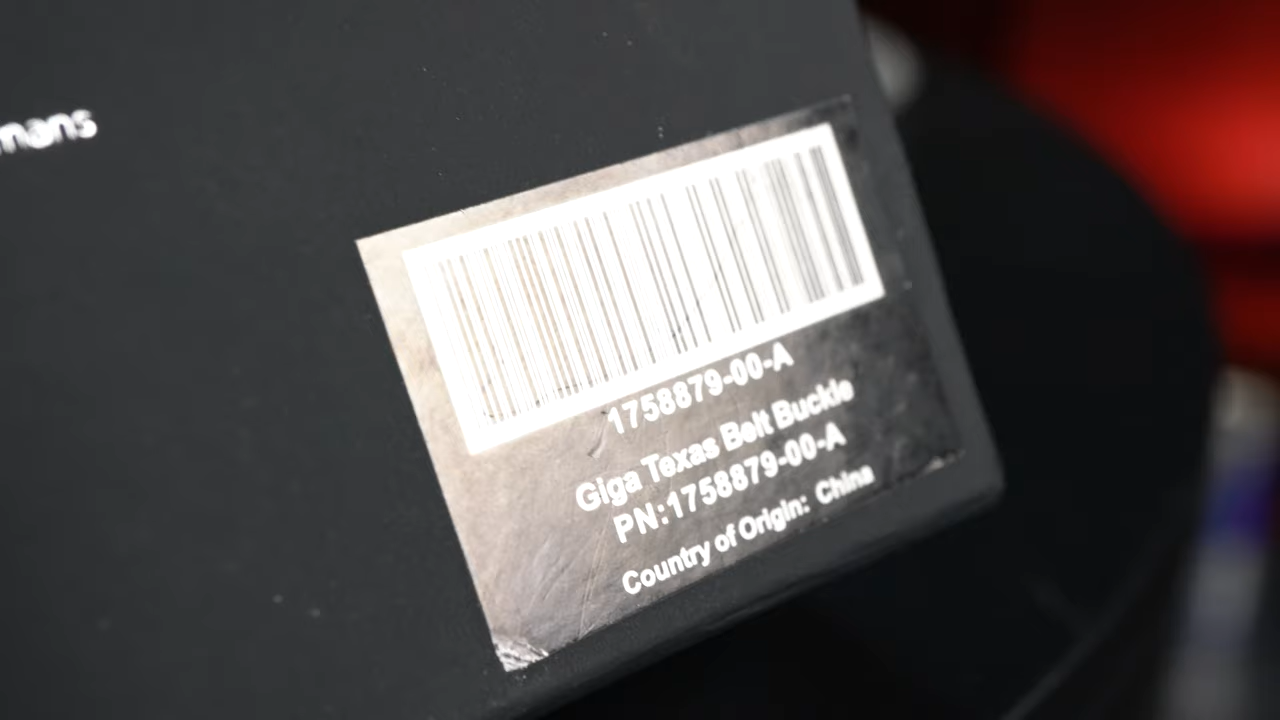 mans
1758879-00-A
Giga Texas Belt Buckle
PN:1758879-00-A
Country of Origin: China